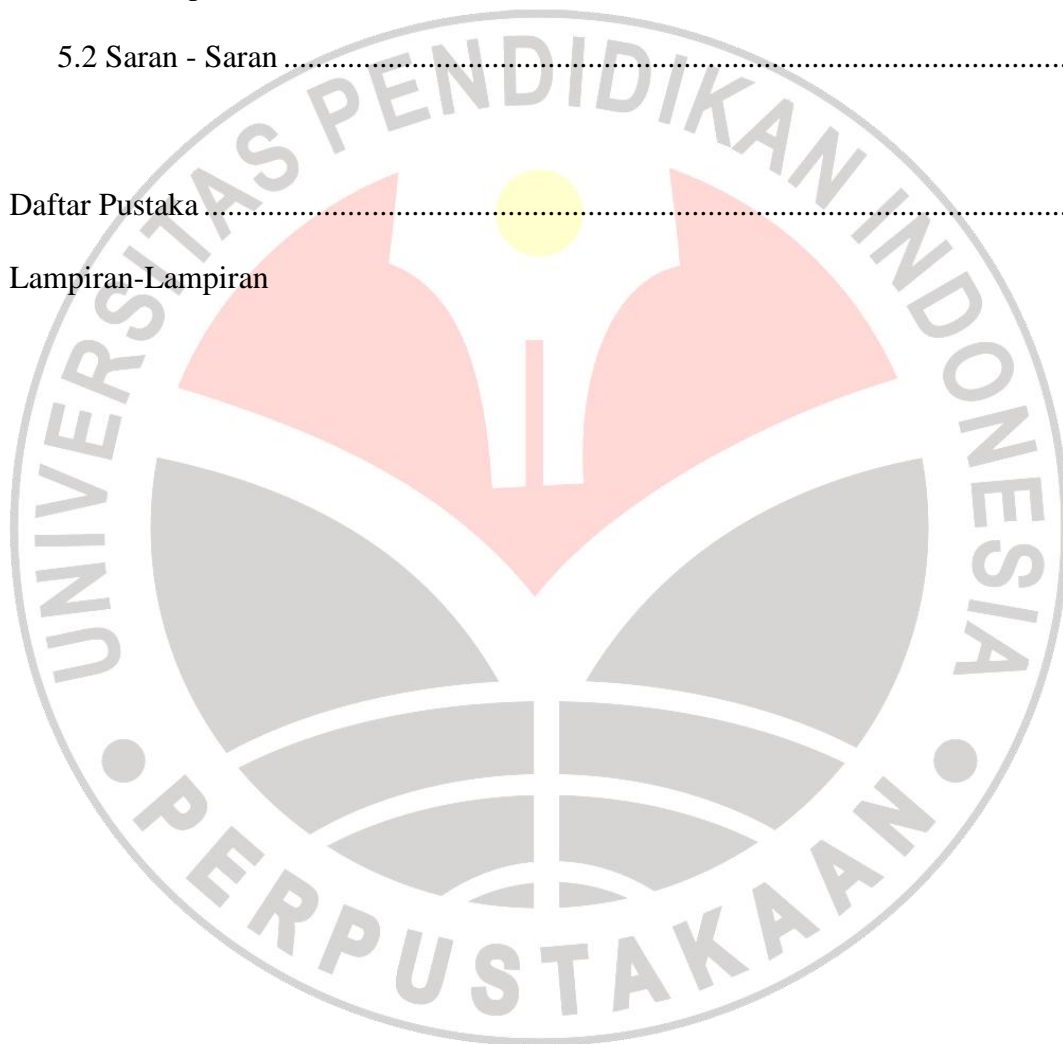 5.2 Saran - Saran ....................................................................................................
Daftar Pustaka .............................................................................................................
Lampiran-Lampiran
UNIVERSITAS PENDIDIKAN INDONESIA
PERPUSTAKAAN